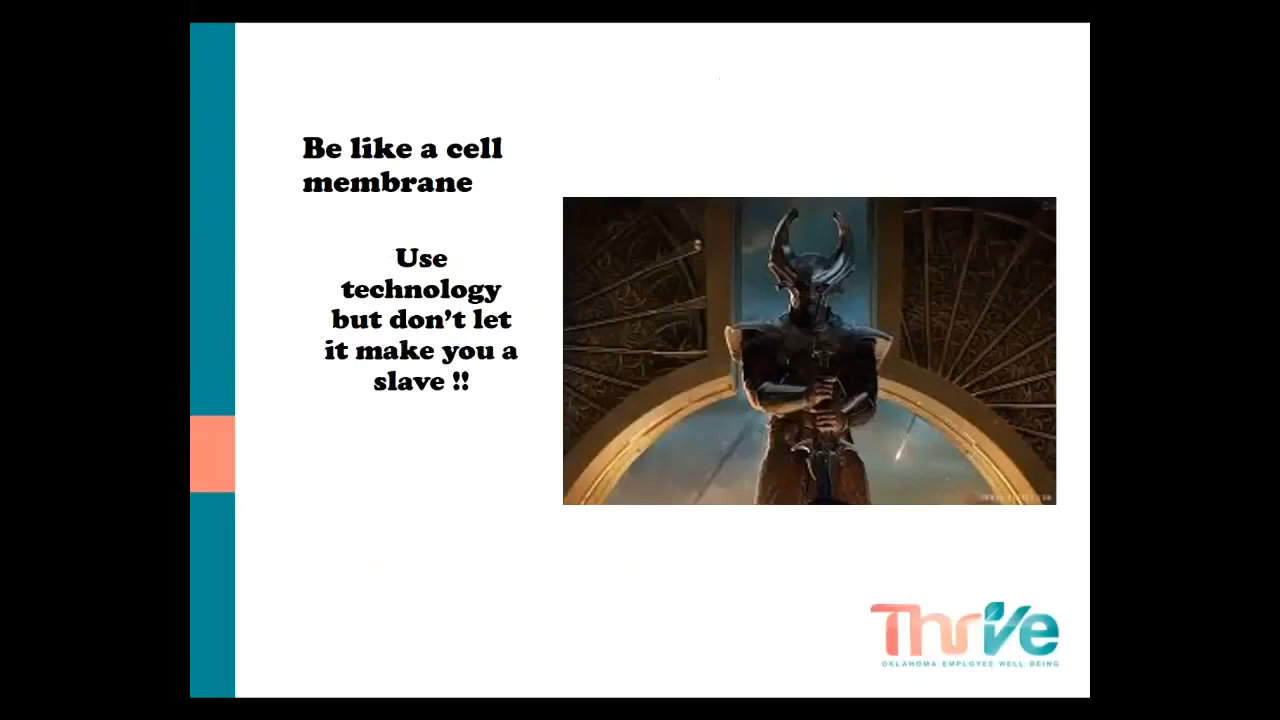 Be like a cell
membrane
Use
technology
but don’t let
it make you a
slave !!
Thrive
OKLAHOMA EMPLOYEE WELL BEING